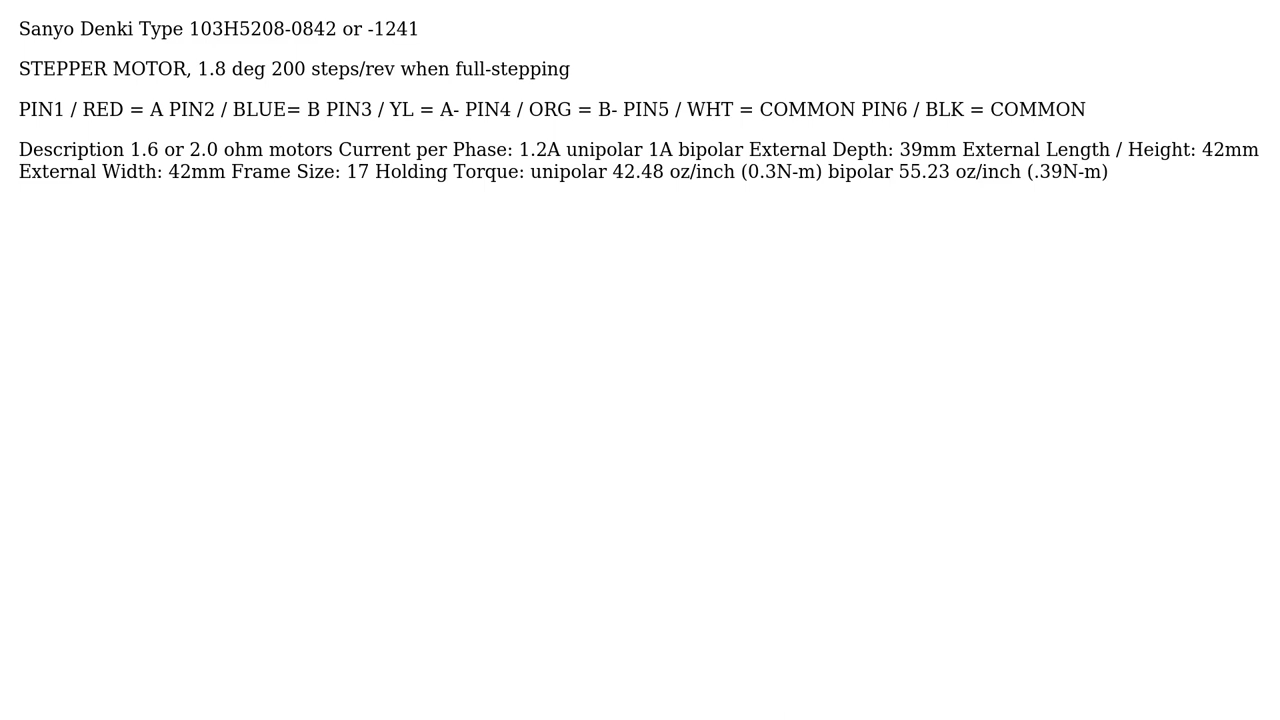 Sanyo Denki Type 103H5208-0842 or -1241
STEPPER MOTOR, 1.8 deg 200 steps/rev when full-stepping
PIN1 / RED = A PIN2 / BLUE= B PIN3 / YL = A- PIN4 / ORG = B- PIN5 / WHT = COMMON PIN6 / BLK = COMMON
Description 1.6 or 2.0 ohm motors Current per Phase: 1.2A unipolar 1A bipolar External Depth: 39mm External Length / Height: 42mm
External Width: 42mm Frame Size: 17 Holding Torque: unipolar 42.48 oz/inch (0.3N-m) bipolar 55.23 oz/inch (.39N-m)